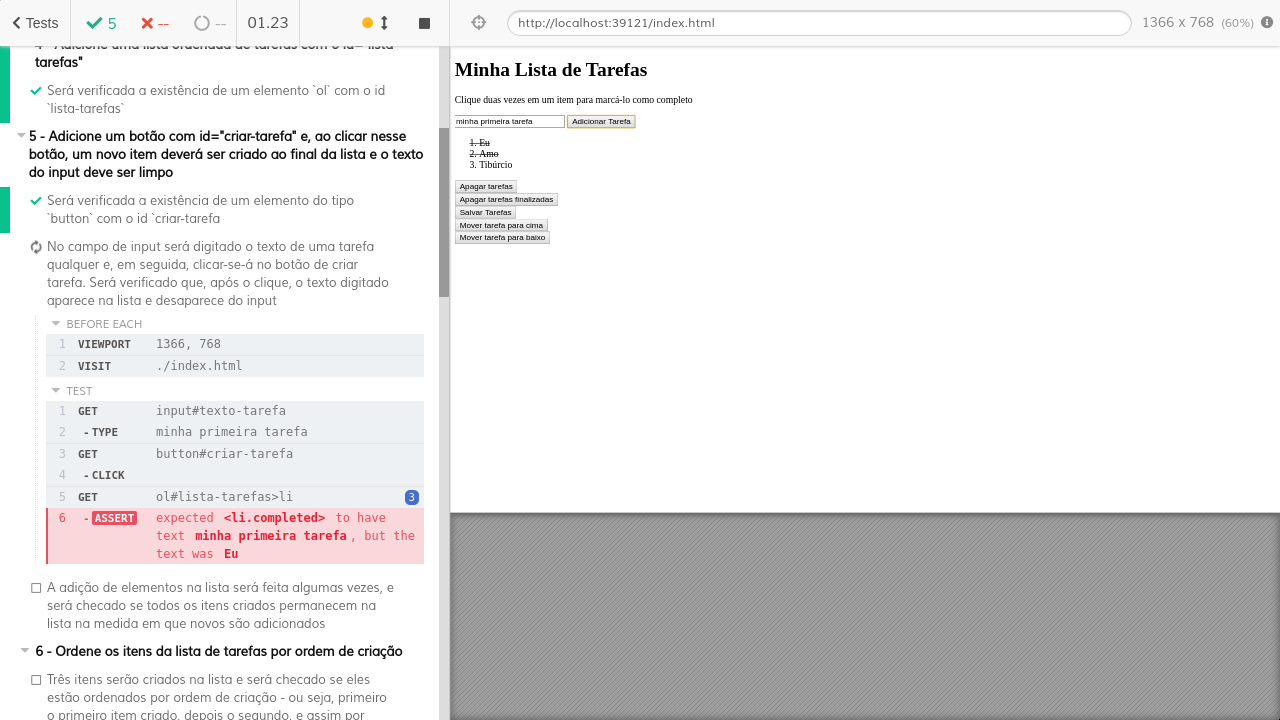 Tests 5 -- -- 01.23 http://localhost:39121/index.html 1366 x 768 (60%)
4 - Adicione uma lista ordenada de tarefas com o id="lista-
tarefas"
Será verificada a existência de um elemento `ol` com o id
`lista-tarefas`
5 - Adicione um botão com id="criar-tarefa" e, ao clicar nesse
botão, um novo item deverá ser criado ao final da lista e o texto
do input deve ser limpo
Será verificada a existência de um elemento do tipo
`button` com o id `criar-tarefa
No campo de input será digitado o texto de uma tarefa
qualquer e, em seguida, clicar-se-á no botão de criar
tarefa. Será verificado que, após o clique, o texto digitado
aparece na lista e desaparece do input
BEFORE EACH
1 VIEWPORT 1366, 768
2 VISIT ./index.html
TEST
1 GET input#texto-tarefa
2 - TYPE minha primeira tarefa
3 GET button#criar-tarefa
4 - CLICK
5 GET ol#lista-tarefas>li 3
6 - ASSERT expected <li.completed> to have
text minha primeira tarefa, but the
text was Eu
A adição de elementos na lista será feita algumas vezes, e
será checado se todos os itens criados permanecem na
lista na medida em que novos são adicionados
6 - Ordene os itens da lista de tarefas por ordem de criação
Três itens serão criados na lista e será checado se eles
estão ordenados por ordem de criação - ou seja, primeiro
o primeiro item criado, depois o segundo, e assim por
Minha Lista de Tarefas
Clique duas vezes em um item para marcá-lo como completo
minha primeira tarefa Adicionar Tarefa
1. Eu
2. Amo
3. Tibúrcio
Apagar tarefas
Apagar tarefas finalizadas
Salvar Tarefas
Mover tarefa para cima
Mover tarefa para baixo